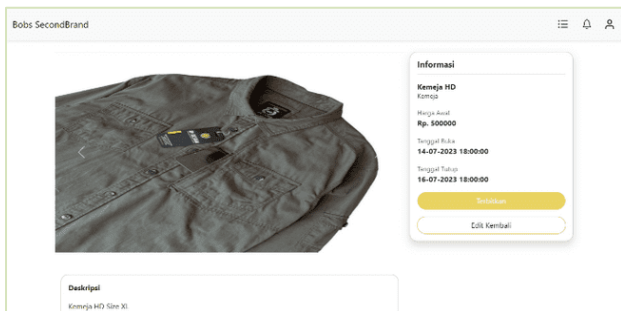 Bobs SecondBrand
Informasi
Kemeja HD
Kemeja
Harga Awal
Rp. 500000
Tanggal Buka
14-07-2023 18:00:00
Tanggal Tutup
16-07-2023 18:00:00
Terbitkan
Edit Kembali
Deskripsi
Kemeja HD Size XL